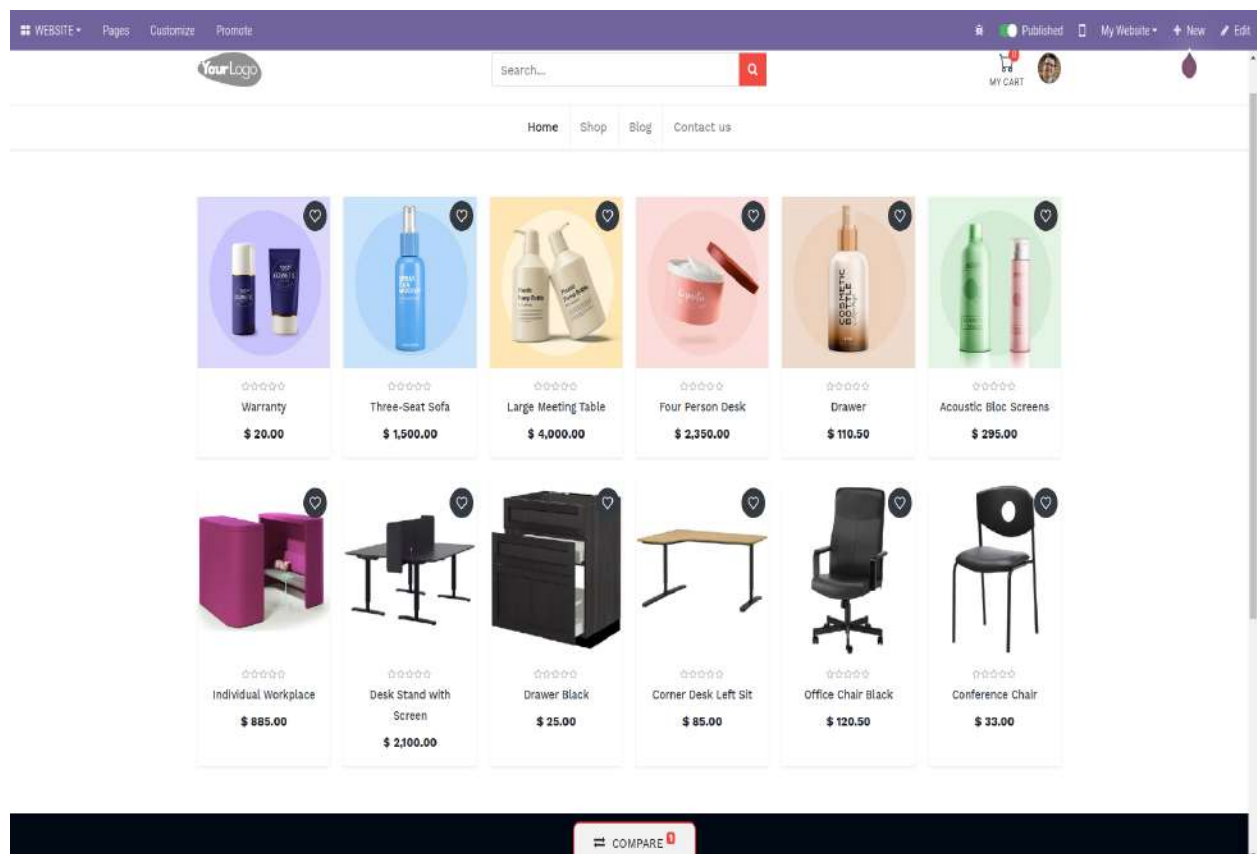 WEBSITE Pages Customize Promote Published My Website + New Edit
YourLogo Search... 0
MY CART
Home Shop Blog Contact us
COSMETIC BOTTLE
Warranty Three-Seat Sofa Large Meeting Table Four Person Desk Drawer Acoustic Bloc Screens
$ 20.00 $ 1,500.00 $ 4,000.00 $ 2,350.00 $ 110.50 $ 295.00
Individual Workplace Desk Stand with Drawer Black Corner Desk Left Sit Office Chair Black Conference Chair
Screen
$ 885.00 $ 25.00 $ 85.00 $ 120.50 $ 33.00
$ 2,100.00
COMPARE 1